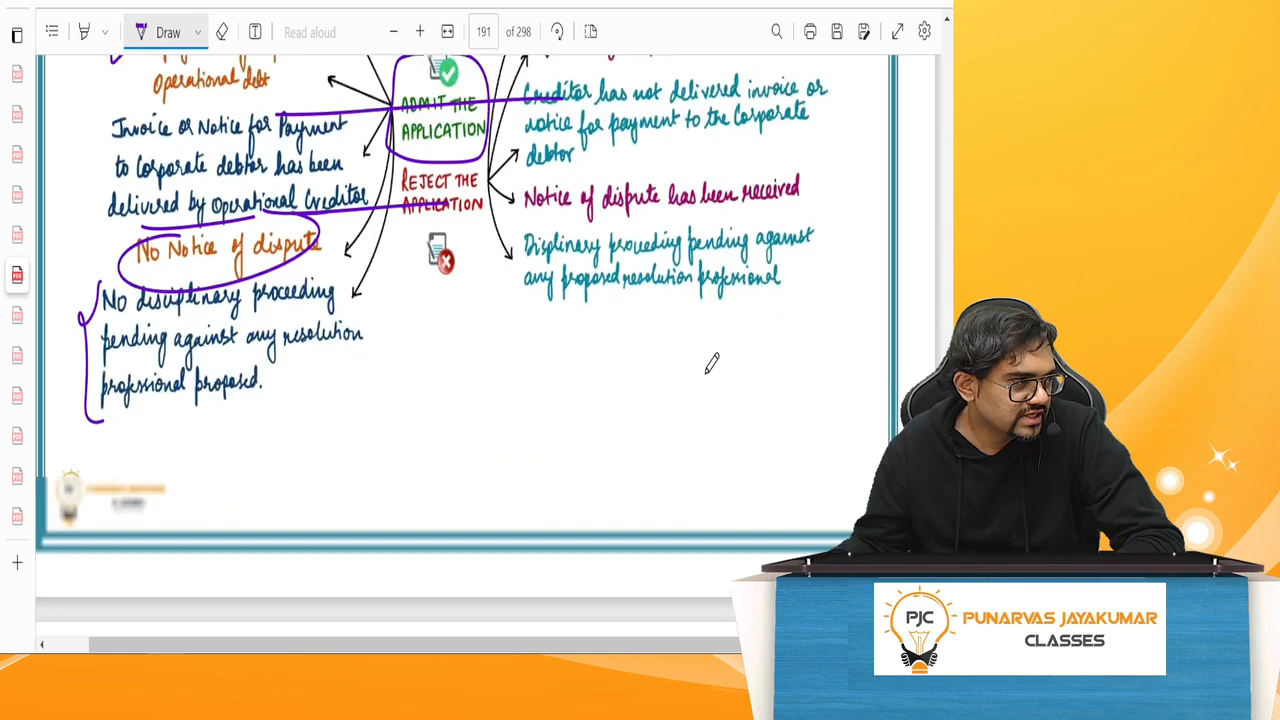 Draw
Read aloud
191
of 298
Operational debt
Invoice or Notice for Payment
to Corporate debtor has been
delivered by Operational Creditor
No Notice of dispute
No disciplinary proceeding
pending against any resolution
professional proposed.
ADMIT THE
APPLICATION
REJECT THE
APPLICATION
Creditor has not delivered invoice or
notice for payment to the Corporate
debtor
Notice of dispute has been received
Displinary proceeding pending against
any proposed resolution profesional
PJC
PUNARVAS JAYAKUMAR
CLASSES